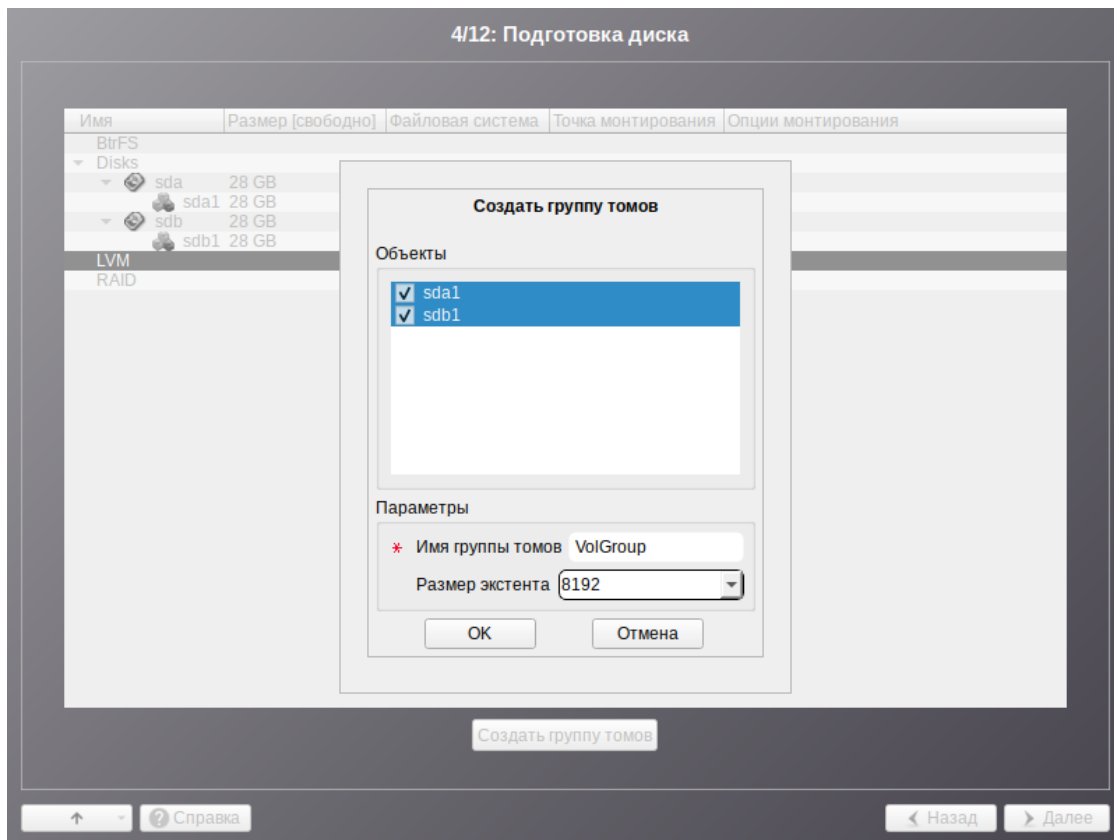 4/12: Подготовка диска
Имя Размер [свободно] Файловая система Точка монтирования Опции монтирования
BtrFS
Disks
sda 28 GB
sda1 28 GB
sdb 28 GB
sdb1 28 GB
LVM
RAID
Создать группу томов
Объекты
sda1
sdb1
Параметры
* Имя группы томов VolGroup
Размер экстента 8192
OK Отмена
Создать группу томов
Справка Назад Далее